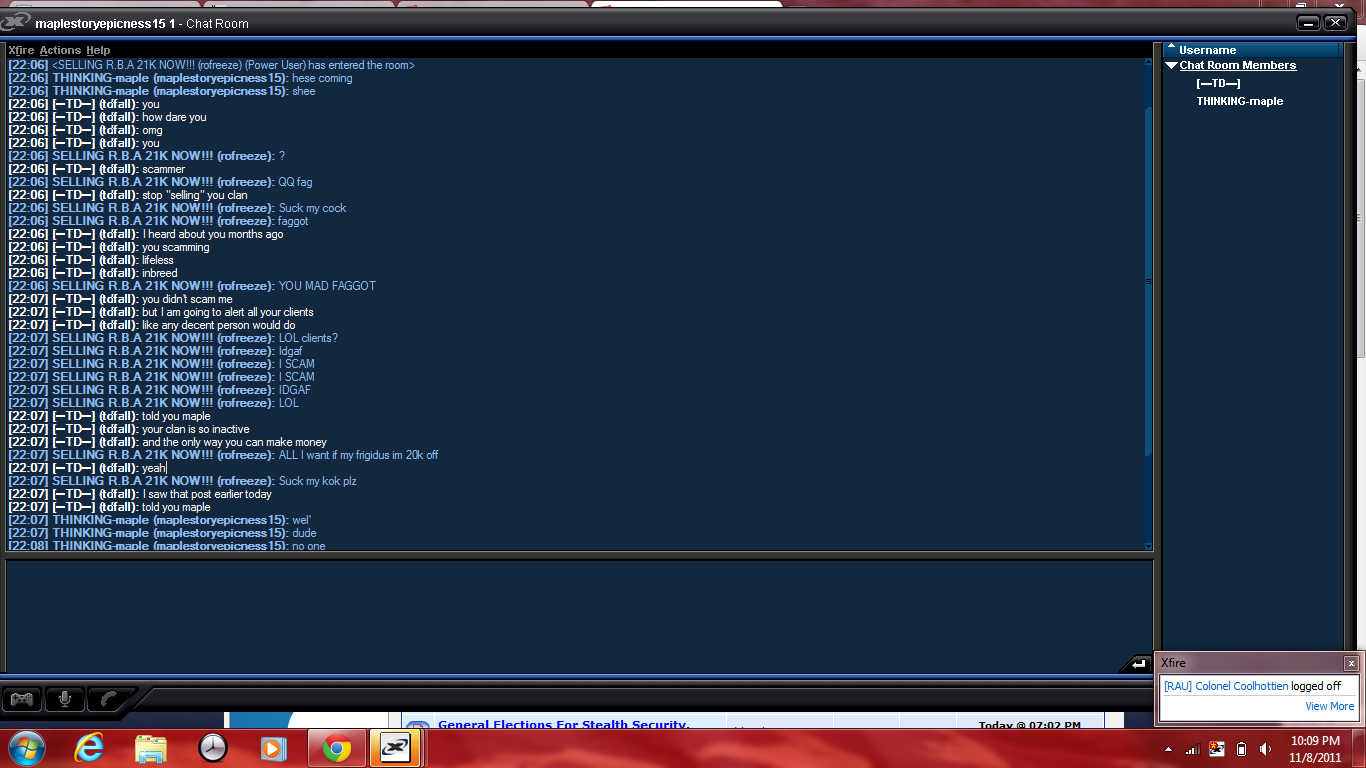 maplestoryepicness15 1 - Chat Room
Xfire Actions Help
[22:06] <SELLING R.B.A 21K NOW!!! (rofreeze) (Power User) has entered the room>
[22:06] THINKING-maple (maplestoryepicness15): hese coming
[22:06] THINKING-maple (maplestoryepicness15): shee
[22:06] [--TD--] (tdfall): you
[22:06] [--TD--] (tdfall): how dare you
[22:06] [--TD--] (tdfall): omg
[22:06] [--TD--] (tdfall): you
[22:06] SELLING R.B.A 21K NOW!!! (rofreeze): ?
[22:06] [--TD--] (tdfall): scammer
[22:06] SELLING R.B.A 21K NOW!!! (rofreeze): QQ fag
[22:06] [--TD--] (tdfall): stop "selling" you clan
[22:06] SELLING R.B.A 21K NOW!!! (rofreeze): Suck my cock
[22:06] SELLING R.B.A 21K NOW!!! (rofreeze): faggot
[22:06] [--TD--] (tdfall): I heard about you months ago
[22:06] [--TD--] (tdfall): you scamming
[22:06] [--TD--] (tdfall): lifeless
[22:06] [--TD--] (tdfall): inbreed
[22:06] SELLING R.B.A 21K NOW!!! (rofreeze): YOU MAD FAGGOT
[22:07] [--TD--] (tdfall): you didn't scam me
[22:07] [--TD--] (tdfall): but I am going to alert all your clients
[22:07] [--TD--] (tdfall): like any decent person would do
[22:07] SELLING R.B.A 21K NOW!!! (rofreeze): LOL clients?
[22:07] SELLING R.B.A 21K NOW!!! (rofreeze): Idgaf
[22:07] SELLING R.B.A 21K NOW!!! (rofreeze): I SCAM
[22:07] SELLING R.B.A 21K NOW!!! (rofreeze): I SCAM
[22:07] SELLING R.B.A 21K NOW!!! (rofreeze): IDGAF
[22:07] SELLING R.B.A 21K NOW!!! (rofreeze): LOL
[22:07] [--TD--] (tdfall): told you maple
[22:07] [--TD--] (tdfall): your clan is so inactive
[22:07] [--TD--] (tdfall): and the only way you can make money
[22:07] SELLING R.B.A 21K NOW!!! (rofreeze): ALL I want if my frigidus im 20k off
[22:07] [--TD--] (tdfall): yeah
[22:07] SELLING R.B.A 21K NOW!!! (rofreeze): Suck my kok plz
[22:07] [--TD--] (tdfall): I saw that post earlier today
[22:07] [--TD--] (tdfall): told you maple
[22:07] THINKING-maple (maplestoryepicness15): wel'
[22:07] THINKING-maple (maplestoryepicness15): dude
[22:08] THINKING-maple (maplestoryepicness15): no one
Username
Chat Room Members
[--TD--]
THINKING-maple
Xfire
[RAU] Colonel Coolhottien logged off
View More
General Elections For Stealth Security.
Today @ 07:02 PM
10:09 PM
11/8/2011